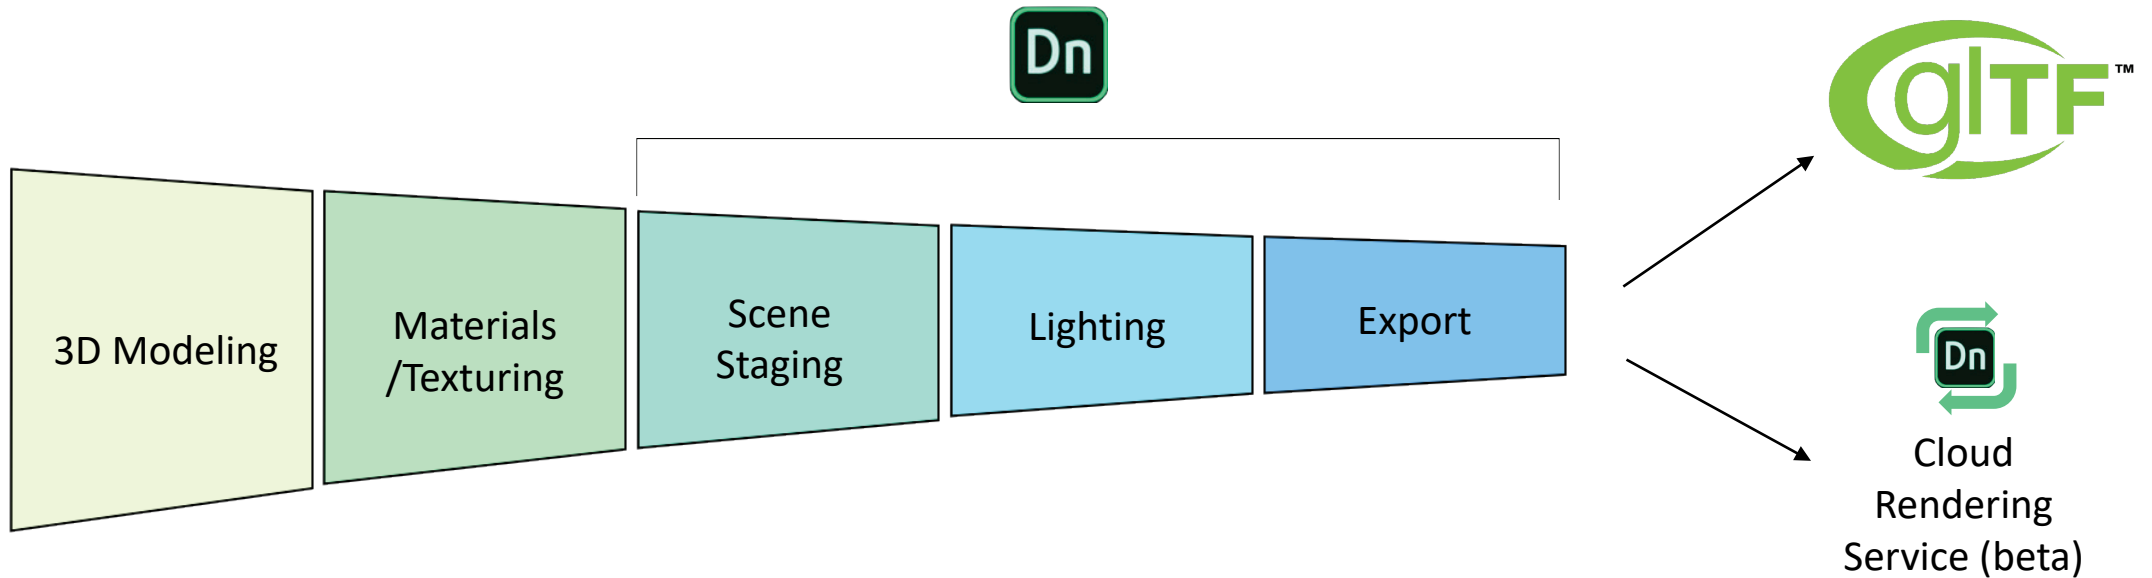 Dn
glTF™
3D Modeling
Materials
/Texturing
Scene
Staging
Lighting
Export
Dn
Cloud
Rendering
Service (beta)